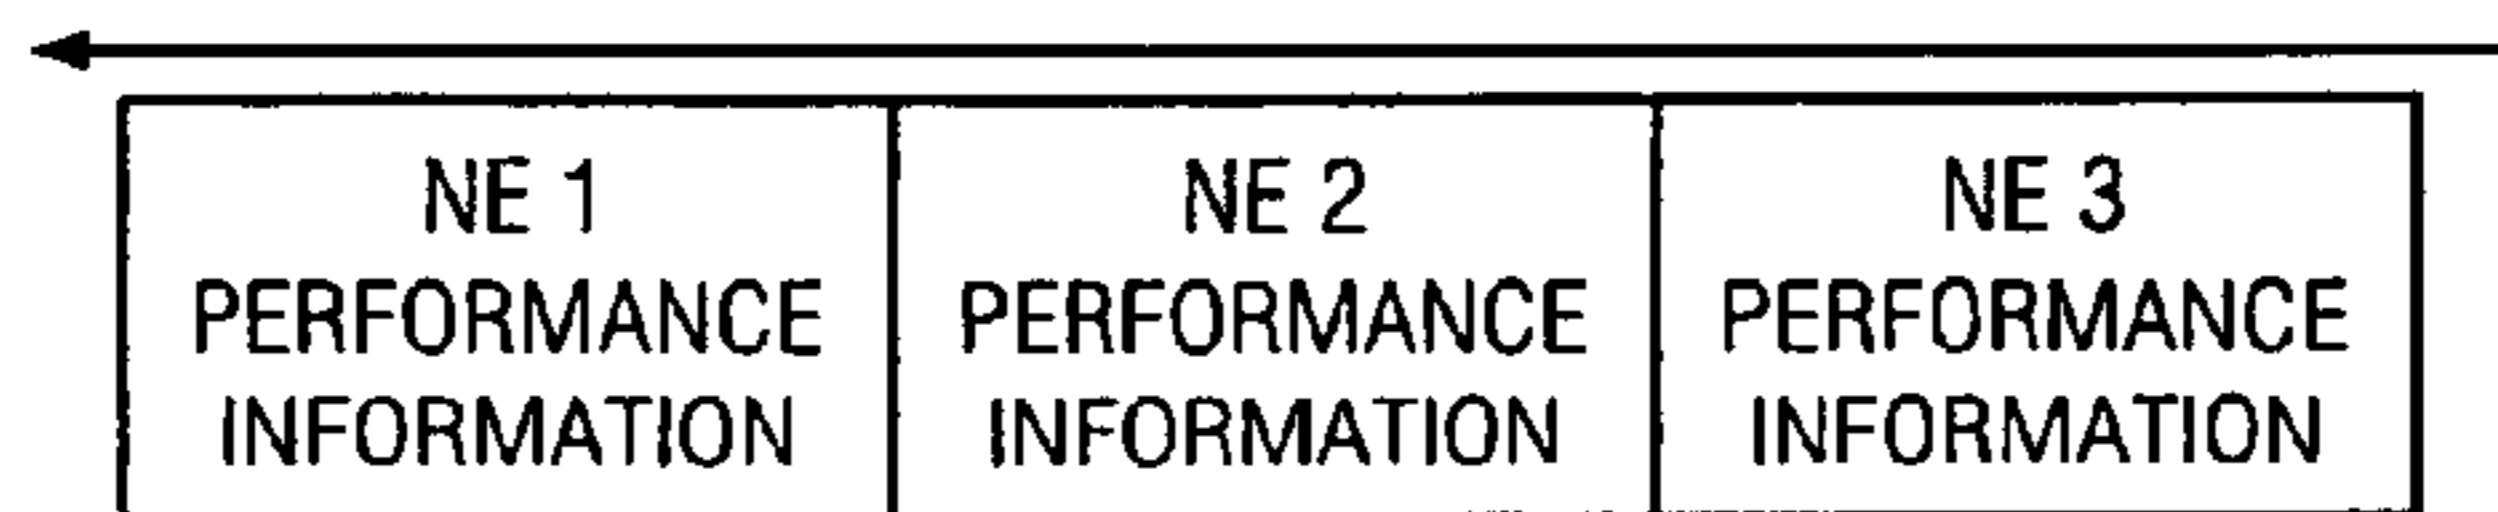 NE 1
PERFORMANCE
INFORMATION
NE 2
PERFORMANCE
INFORMATION
NE 3
PERFORMANCE
INFORMATION